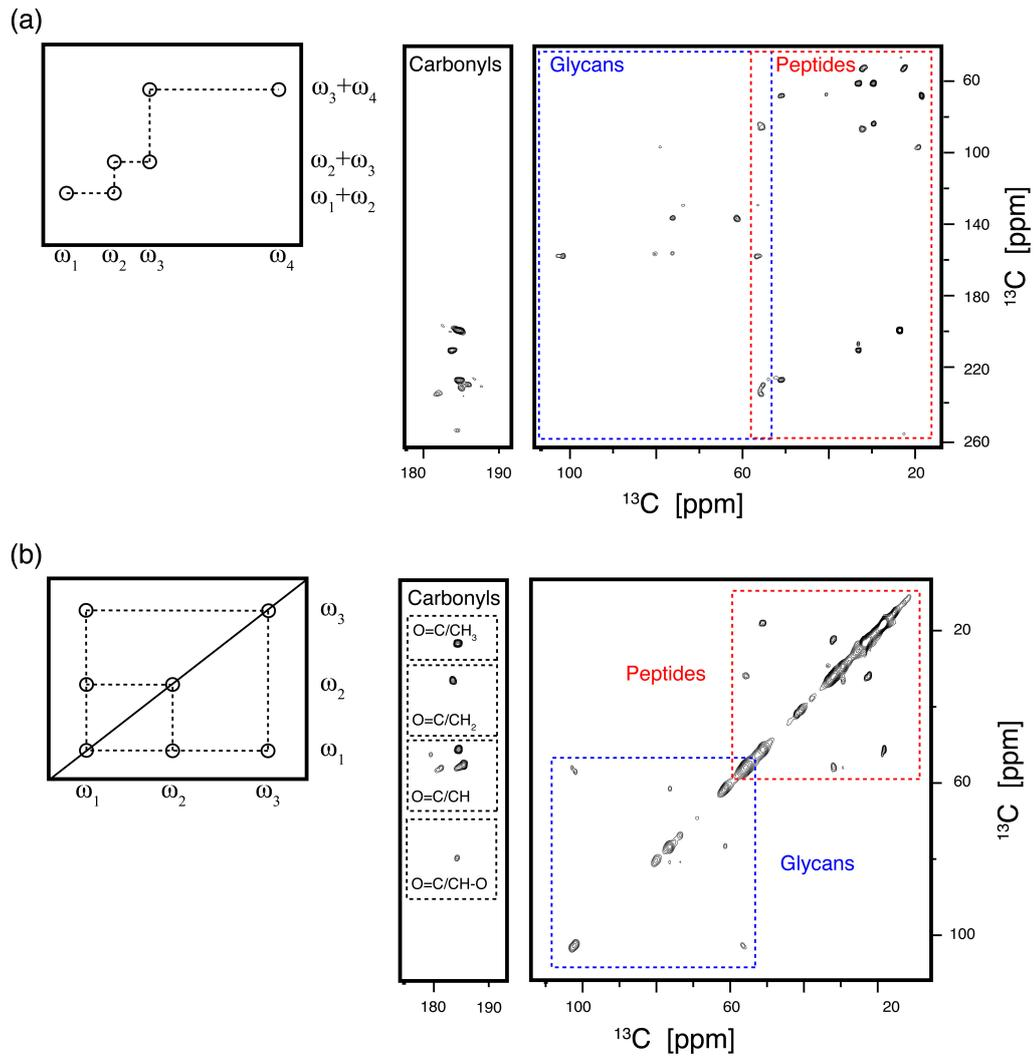 (a)
ω3+ω4
ω2+ω3
ω1+ω2
ω1 ω2 ω3 ω4
Carbonyls
Glycans
Peptides
60
100
140
180
220
260
13C [ppm]
180 190
100 60 20
13C [ppm]
(b)
ω3
ω2
ω1
ω1 ω2 ω3
Carbonyls
O=C/CH3
O=C/CH2
O=C/CH
O=C/CH-O
Peptides
Glycans
20
60
100
13C [ppm]
180 190
100 60 20
13C [ppm]